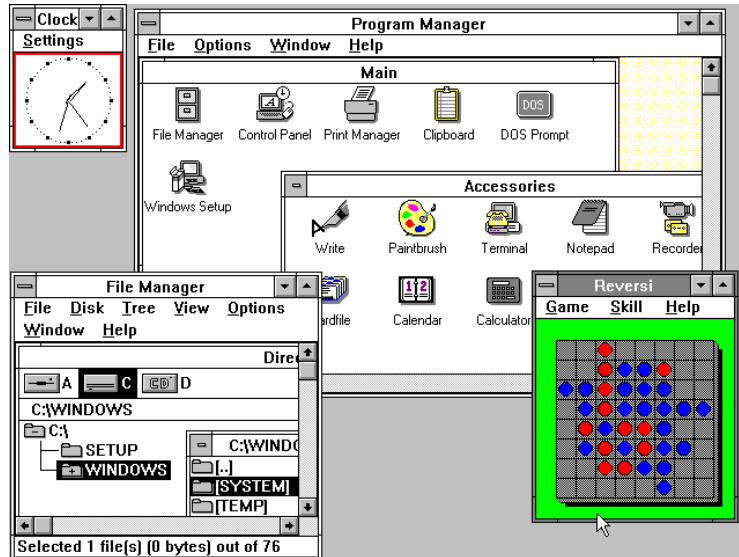 Clock
Settings
Program Manager
File Options Window Help
Main
File Manager Control Panel Print Manager Clipboard DOS Prompt
DOS
Windows Setup
Accessories
Write Paintbrush Terminal Notepad Recorder
rdfile Calendar Calculator
1 2
File Manager
File Disk Tree View Options
Window Help
Direc
A C CD D
C:\WINDOWS
C:\
SETUP
WINDOWS
C:\WINDO
[..]
[SYSTEM]
[TEMP]
Selected 1 file(s) (0 bytes) out of 76
Reversi
Game Skill Help